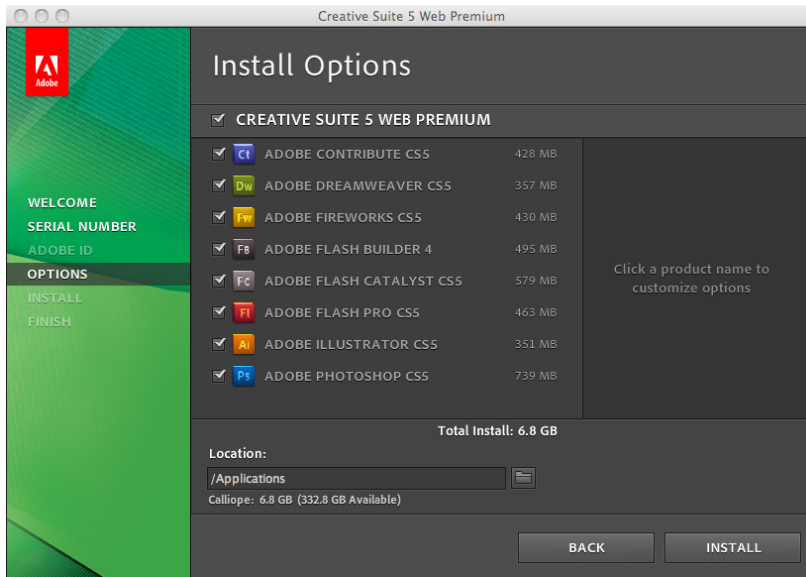 Creative Suite 5 Web Premium
Adobe
Install Options
CREATIVE SUITE 5 WEB PREMIUM
Ct ADOBE CONTRIBUTE CS5 428 MB
Dw ADOBE DREAMWEAVER CS5 357 MB
Fw ADOBE FIREWORKS CS5 430 MB
FB ADOBE FLASH BUILDER 4 495 MB
Fc ADOBE FLASH CATALYST CS5 579 MB
Fl ADOBE FLASH PRO CS5 463 MB
Ai ADOBE ILLUSTRATOR CS5 351 MB
Ps ADOBE PHOTOSHOP CS5 739 MB
WELCOME
SERIAL NUMBER
ADOBE ID
OPTIONS
INSTALL
FINISH
Click a product name to
customize options
Total Install: 6.8 GB
Location:
/Applications
Calliope: 6.8 GB (332.8 GB Available)
BACK
INSTALL